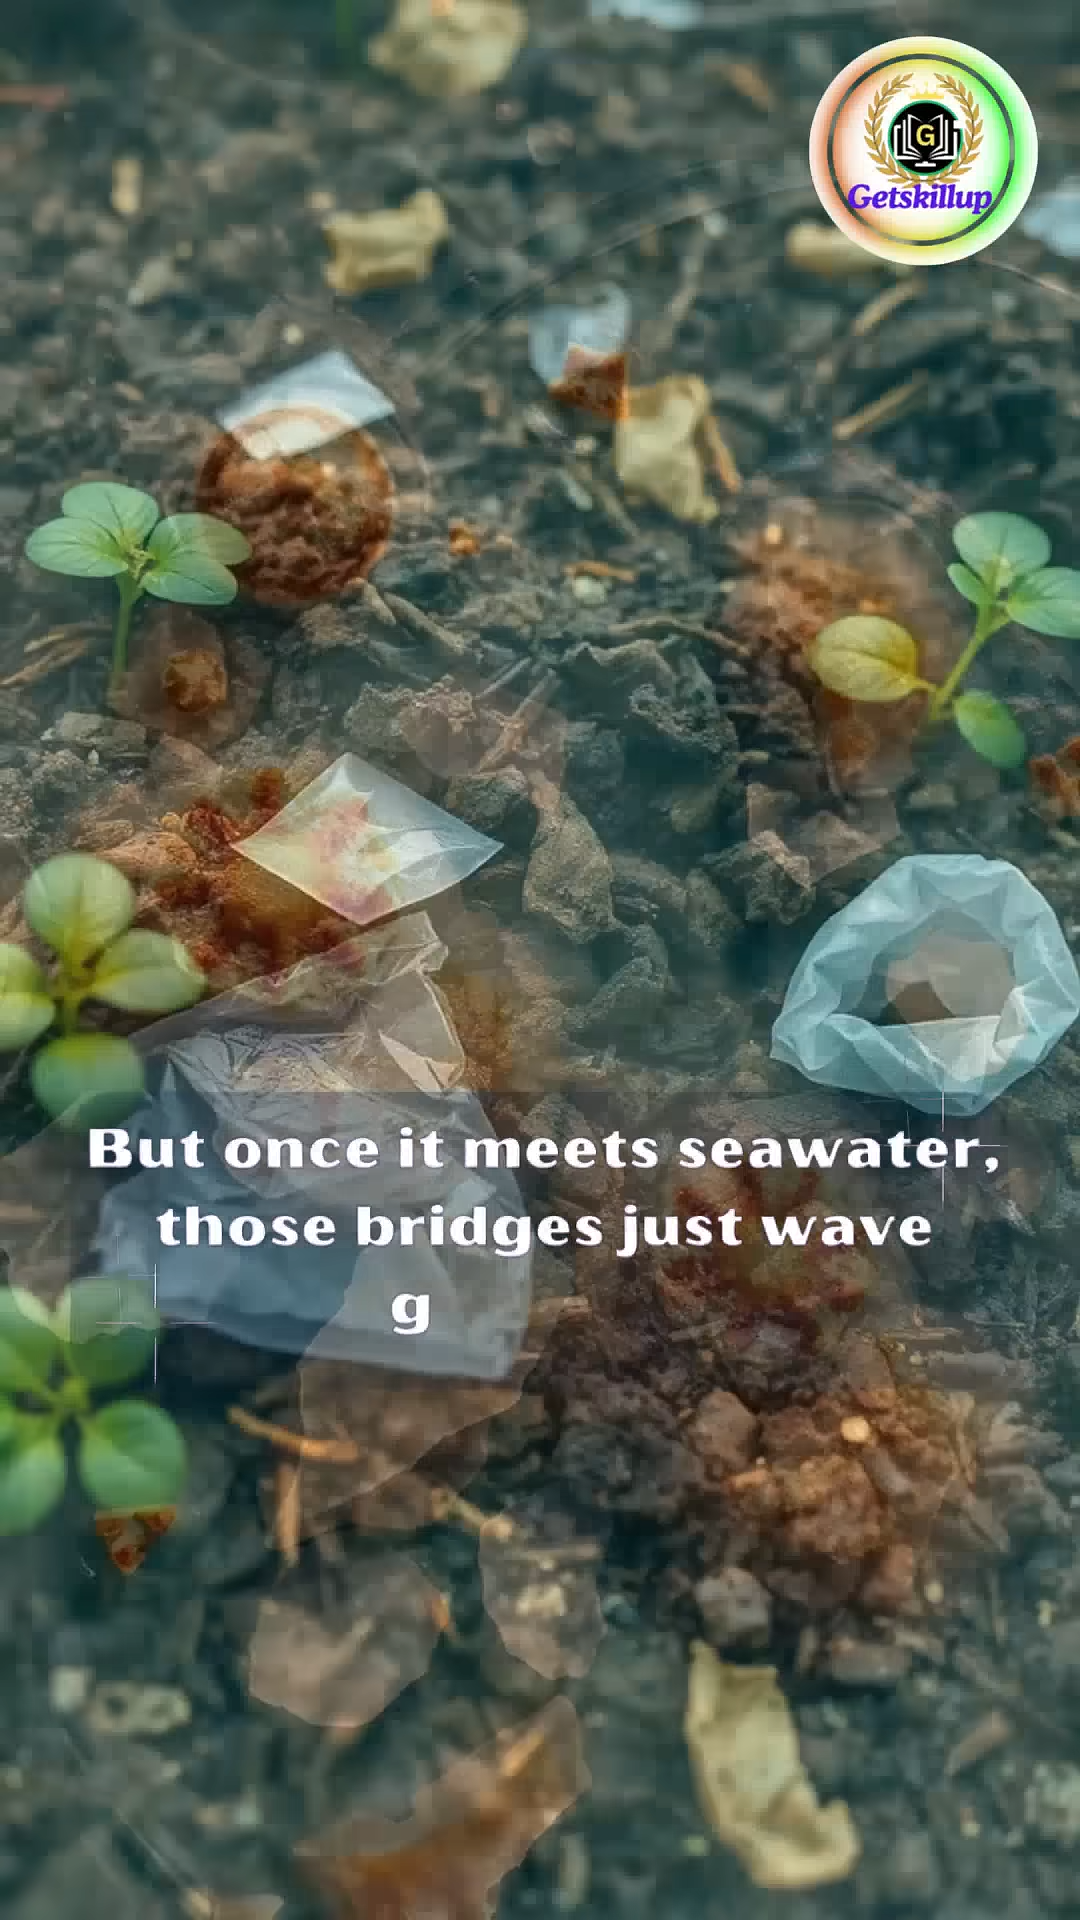 G
Getskillup
But once it meets seawater,
those bridges just wave
g